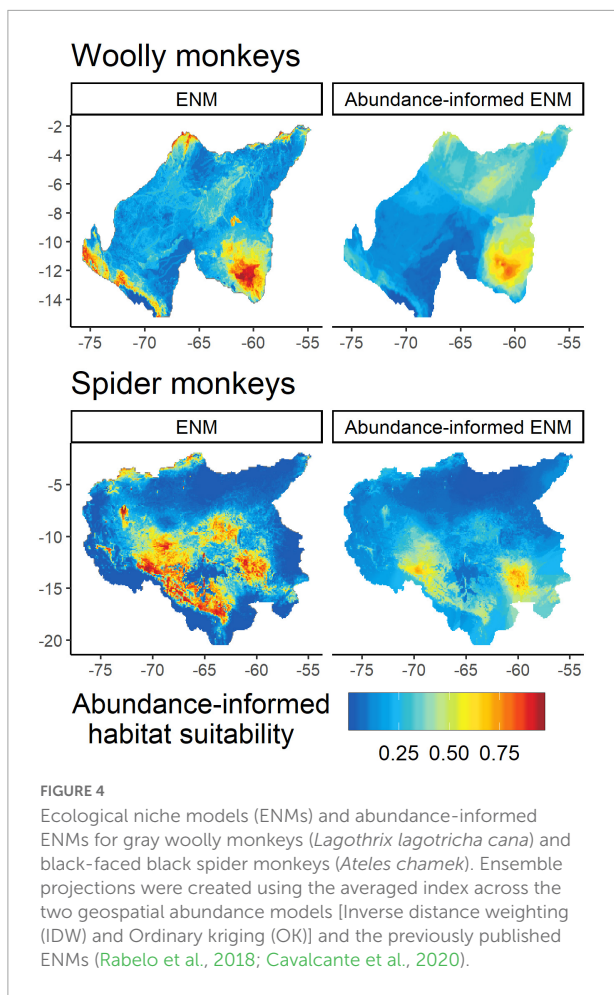 Woolly monkeys
ENM
Abundance-informed ENM
-2
-4
-6
-8
-10
-12
-14
-75 -70 -65 -60 -55
-75 -70 -65 -60 -55
Spider monkeys
ENM
Abundance-informed ENM
-5
-10
-15
-20
-75 -70 -65 -60 -55
-75 -70 -65 -60 -55
Abundance-informed
habitat suitability
0.25 0.50 0.75
FIGURE 4
Ecological niche models (ENMs) and abundance-informed
ENMs for gray woolly monkeys (Lagothrix lagotricha cana) and
black-faced black spider monkeys (Ateles chamek). Ensemble
projections were created using the averaged index across the
two geospatial abundance models [Inverse distance weighting
(IDW) and Ordinary kriging (OK)] and the previously published
ENMs (Rabelo et al., 2018; Cavalcante et al., 2020).